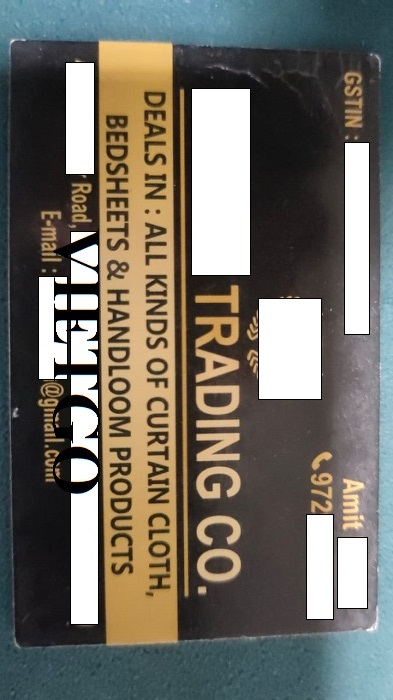 GSTIN :
Amit
972
TRADING CO.
DEALS IN : ALL KINDS OF CURTAIN CLOTH,
BEDSHEETS & HANDLOOM PRODUCTS
Road,
E-mail : @gmail.com
VIETGO